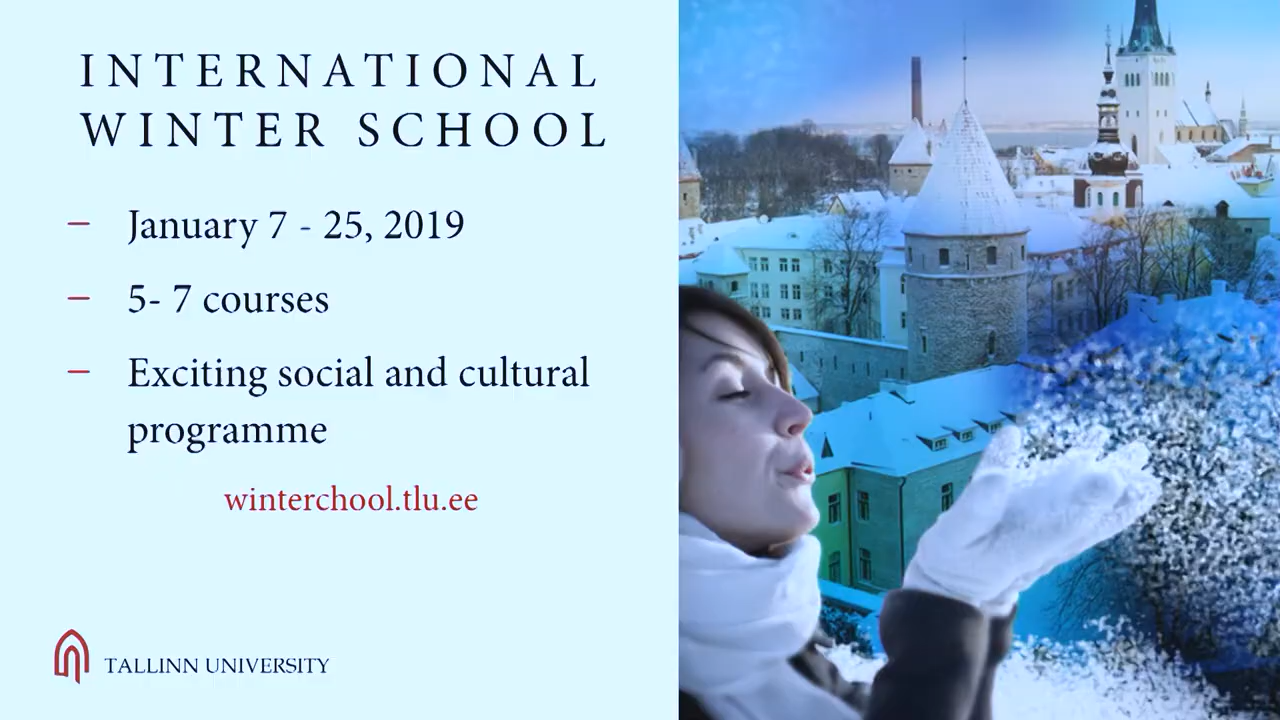 INTERNATIONAL
WINTER SCHOOL
– January 7 - 25, 2019
– 5- 7 courses
– Exciting social and cultural
programme
winterchool.tlu.ee
TALLINN UNIVERSITY